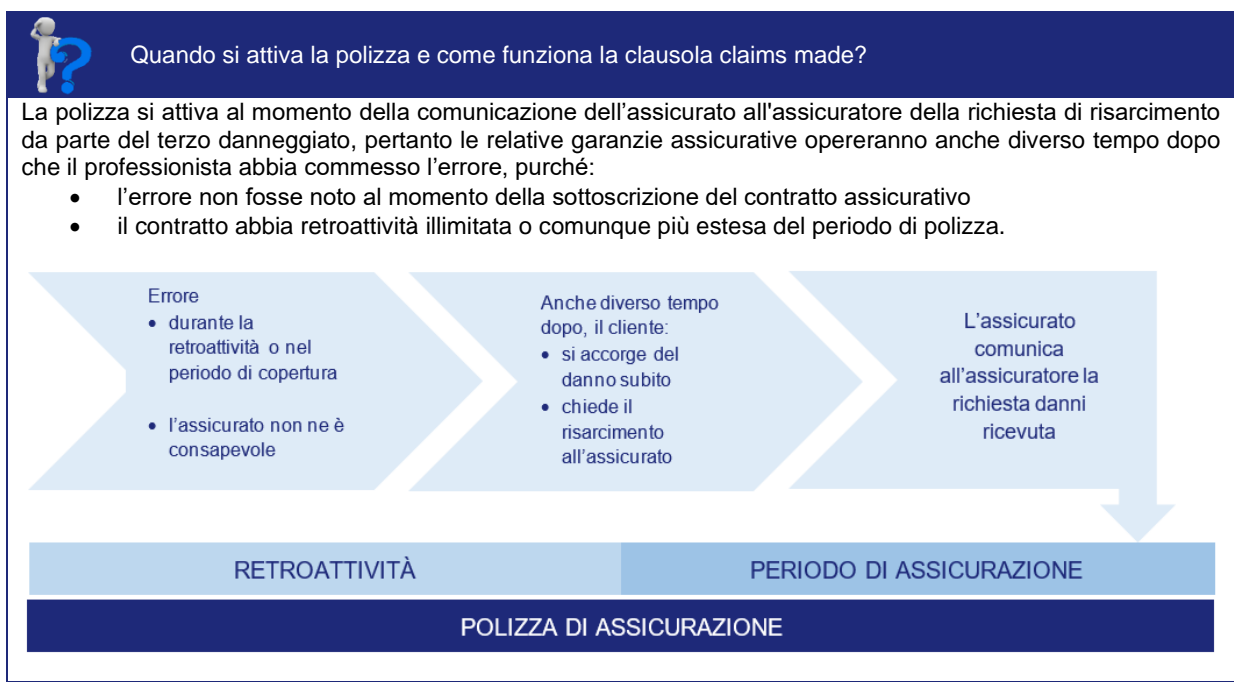 Quando si attiva la polizza e come funziona la clausola claims made?
La polizza si attiva al momento della comunicazione dell’assicurato all'assicuratore della richiesta di risarcimento
da parte del terzo danneggiato, pertanto le relative garanzie assicurative opereranno anche diverso tempo dopo
che il professionista abbia commesso l’errore, purché:
• l’errore non fosse noto al momento della sottoscrizione del contratto assicurativo
• il contratto abbia retroattività illimitata o comunque più estesa del periodo di polizza.
Errore
• durante la
retroattività o nel
periodo di copertura
• l’assicurato non ne è
consapevole
Anche diverso tempo
dopo, il cliente:
• si accorge del
danno subito
• chiede il
risarcimento
all’assicurato
L’assicurato
comunica
all’assicuratore la
richiesta danni
ricevuta
RETROATTIVITÀ
PERIODO DI ASSICURAZIONE
POLIZZA DI ASSICURAZIONE